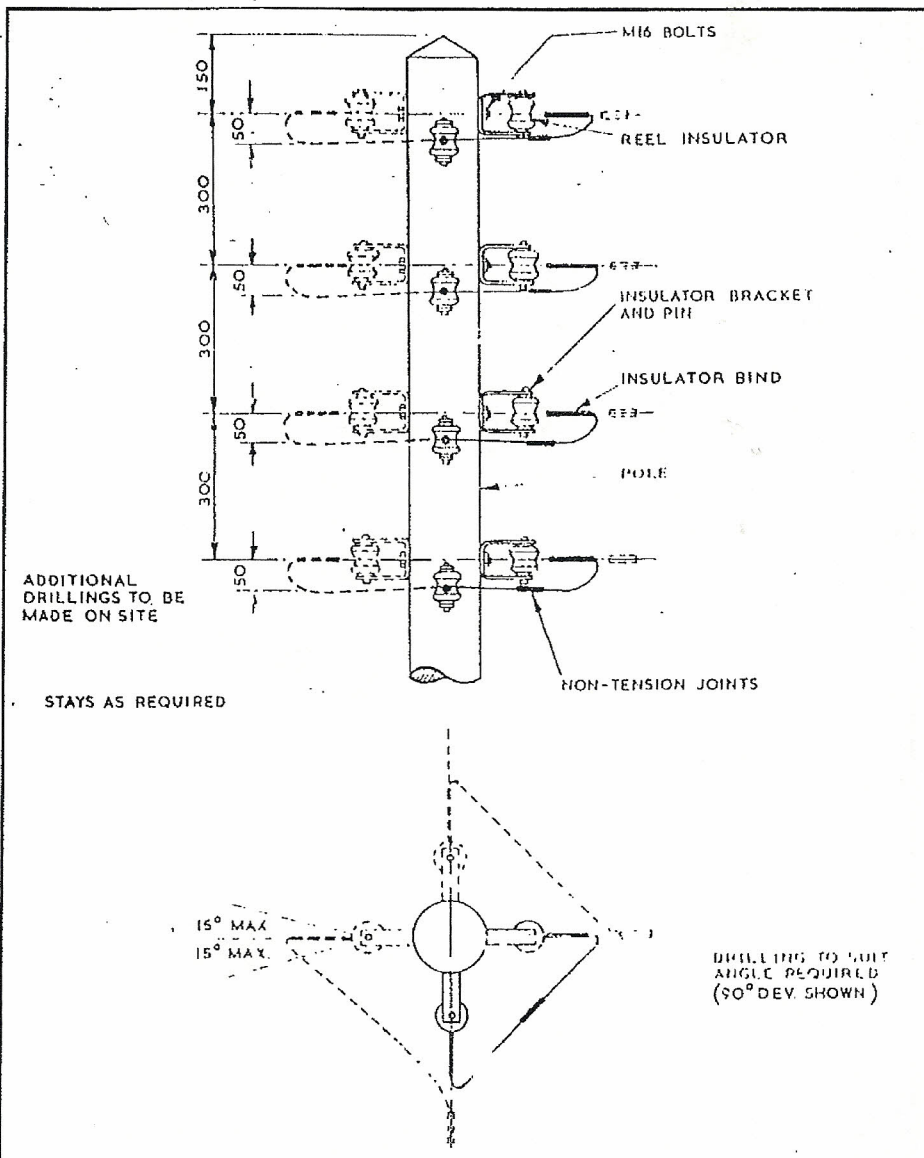 M16 BOLTS
150
50
REEL INSULATOR
300
50
INSULATOR BRACKET
AND PIN
300
INSULATOR BIND
50
POLE
300
50
ADDITIONAL
DRILLINGS TO BE
MADE ON SITE
NON-TENSION JOINTS
STAYS AS REQUIRED
15° MAX
15° MAX.
DRILLING TO SUIT
ANGLE REQUIRED
(90° DEV. SHOWN)